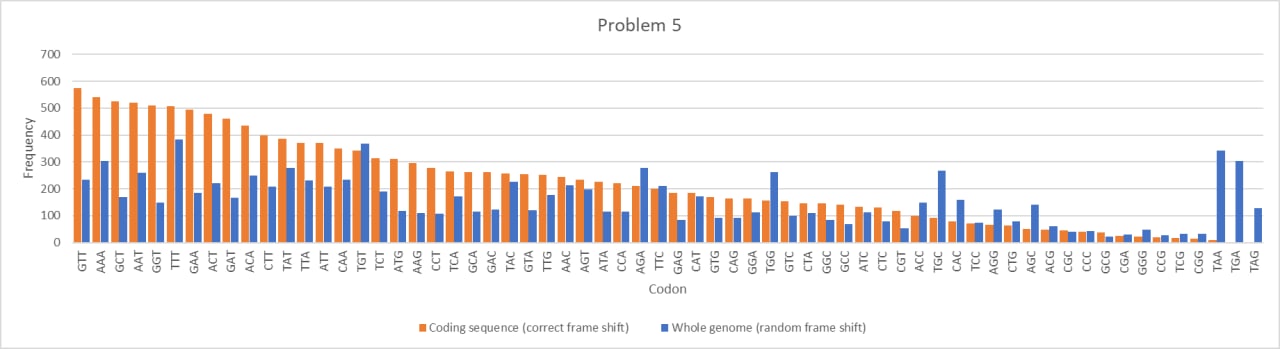 Problem 5
700
600
500
400
300
200
100
0
Frequency
GTT AAA GCT AAT GGT TTT GAA ACT GAT ACA CTT TAT TTA ATT CAA TGT TCT ATG AAG CCT TCA GCA GAC TAC GTA TTG AAC AGT ATA CCA AGA TTC GAG CAT GTG CAG GGA TGG GTC CTA GGC GCC ATC CTC CGT ACC TGC CAC TCC AGG CTG AGC ACG CGC CCC GCG CGA GGG CCG TCG CGG TAA TGA TAG
Codon
Coding sequence (correct frame shift) Whole genome (random frame shift)